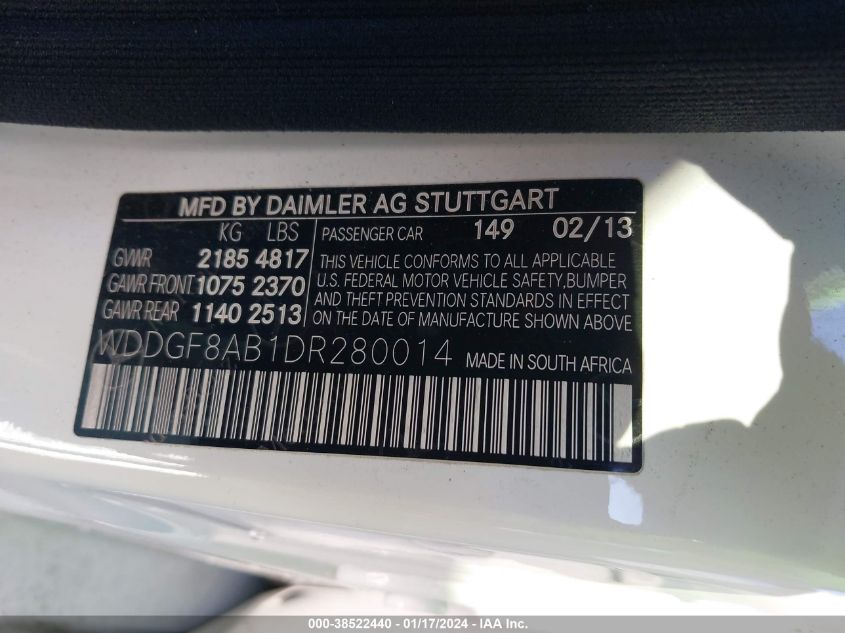 MFD BY DAIMLER AG STUTTGART
KG LBS
GVWR 2185 4817
GAWR FRONT 1075 2370
GAWR REAR 1140 2513
PASSENGER CAR 149 02/13
THIS VEHICLE CONFORMS TO ALL APPLICABLE
U.S. FEDERAL MOTOR VEHICLE SAFETY,BUMPER
AND THEFT PREVENTION STANDARDS IN EFFECT
ON THE DATE OF MANUFACTURE SHOWN ABOVE
WDDGF8AB1DR280014 MADE IN SOUTH AFRICA
000-38522440 - 01/17/2024 - IAA Inc.